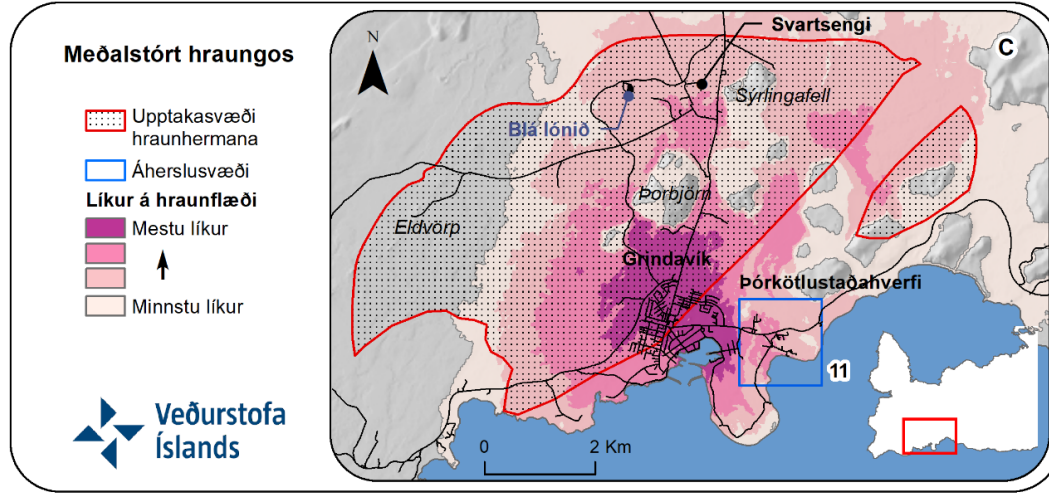 Meðalstórt hraungos
Upptakasvæði
hraunhermana
Áherslusvæði
Líkur á hraunflæði
Mestu líkur
Minnstu líkur
Veðurstofa
Íslands
N
Svartsengi
C
Sýrlingafell
Blá lónið
Þorbjörn
Eldvörp
Grindavík
Þórkötlustaðahverfi
11
0
2 Km